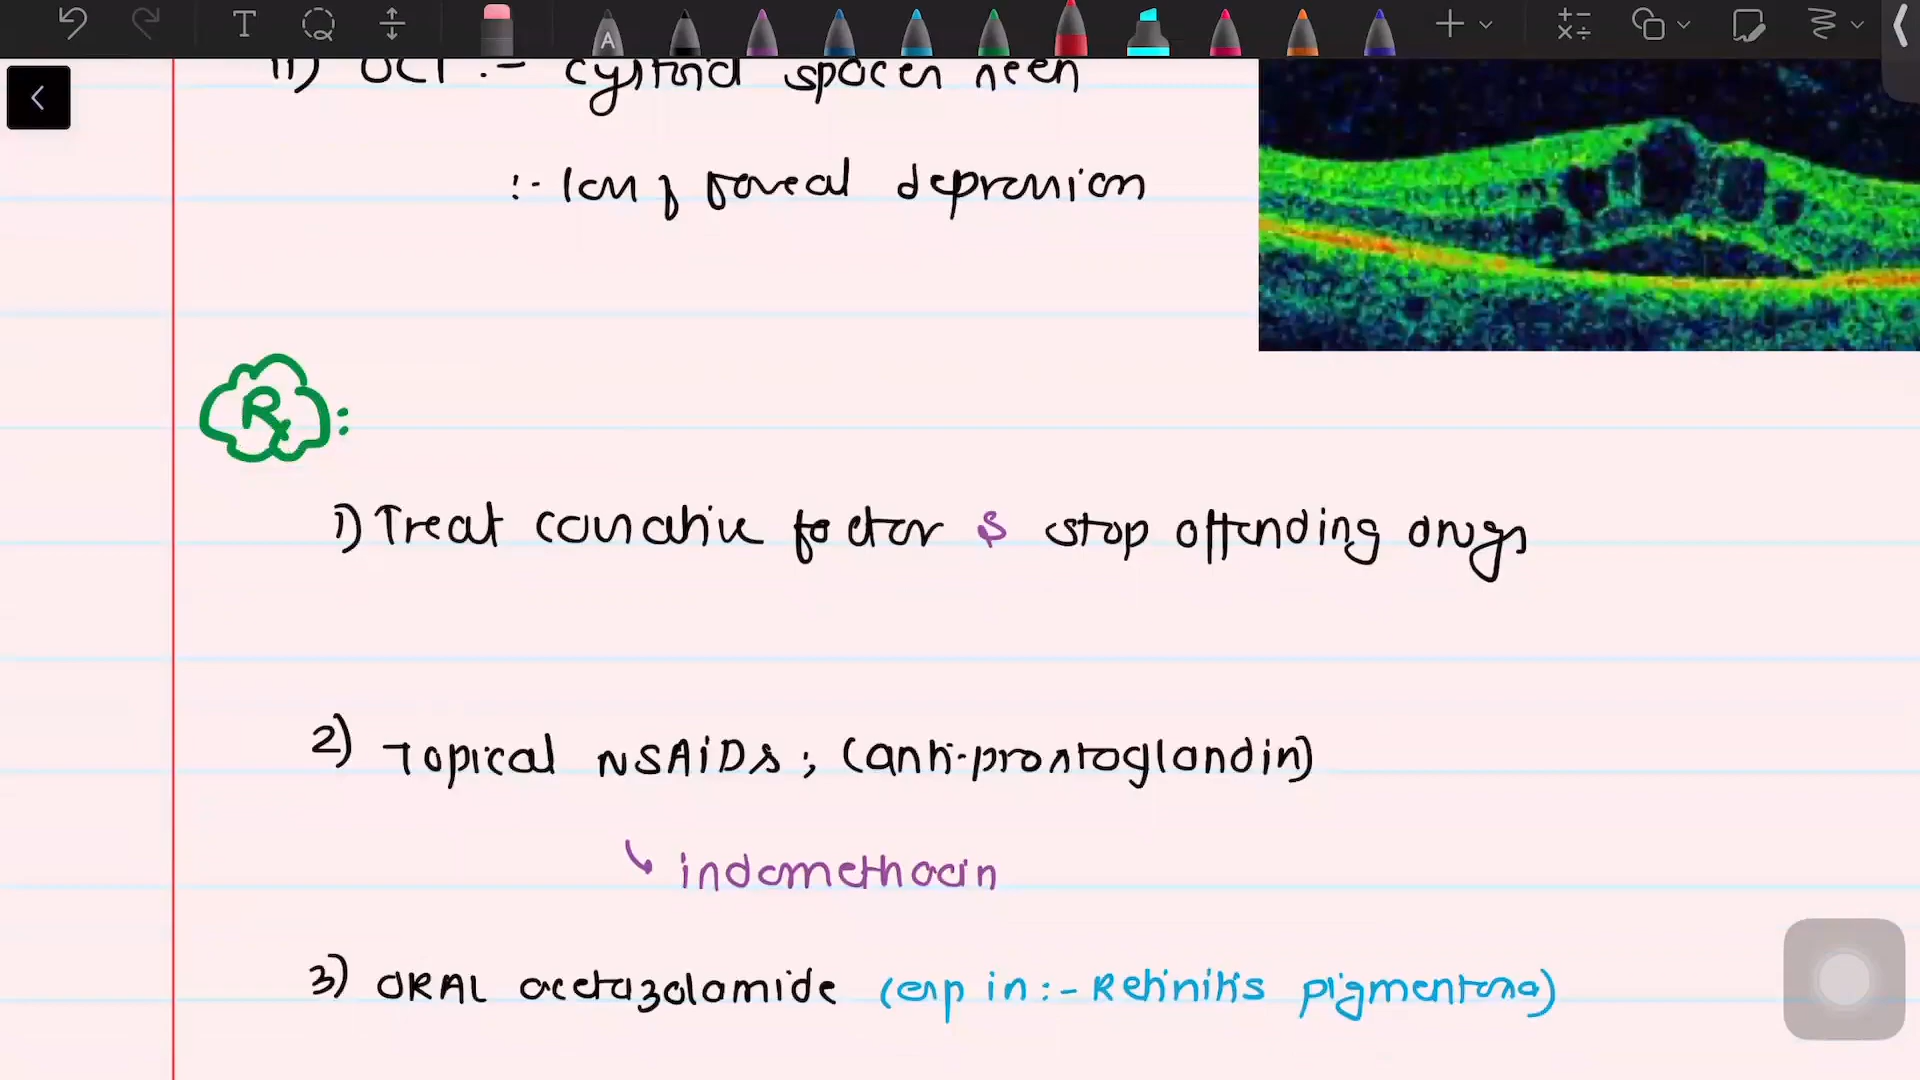 ii) OCT :- cystoid spaces seen
:- loss of foveal depression
Rx :
1) Treat causative factor & stop offending drugs
2) Topical NSAIDs ; (anti-prostaglandin)
↳ indomethacin
3) ORAL acetazolamide (esp in :- Retinitis pigmentosa)